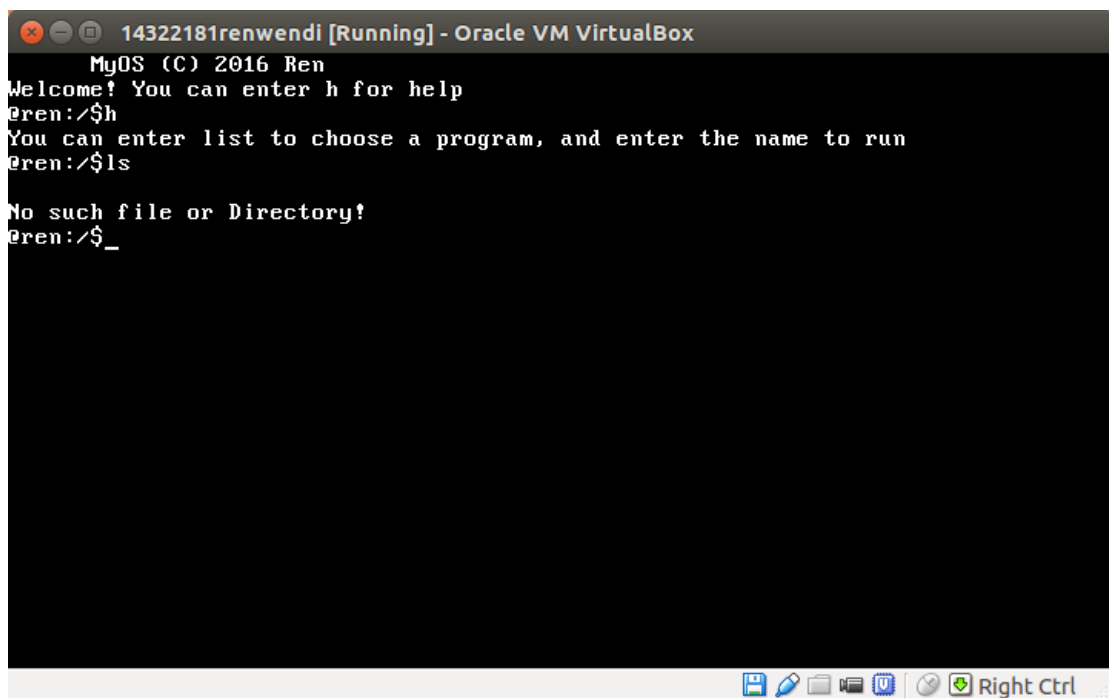 14322181renwendi [Running] - Oracle VM VirtualBox
MyOS (C) 2016 Ren
Welcome! You can enter h for help
@ren:/$h
You can enter list to choose a program, and enter the name to run
@ren:/$ls
No such file or Directory!
@ren:/$_
Right Ctrl